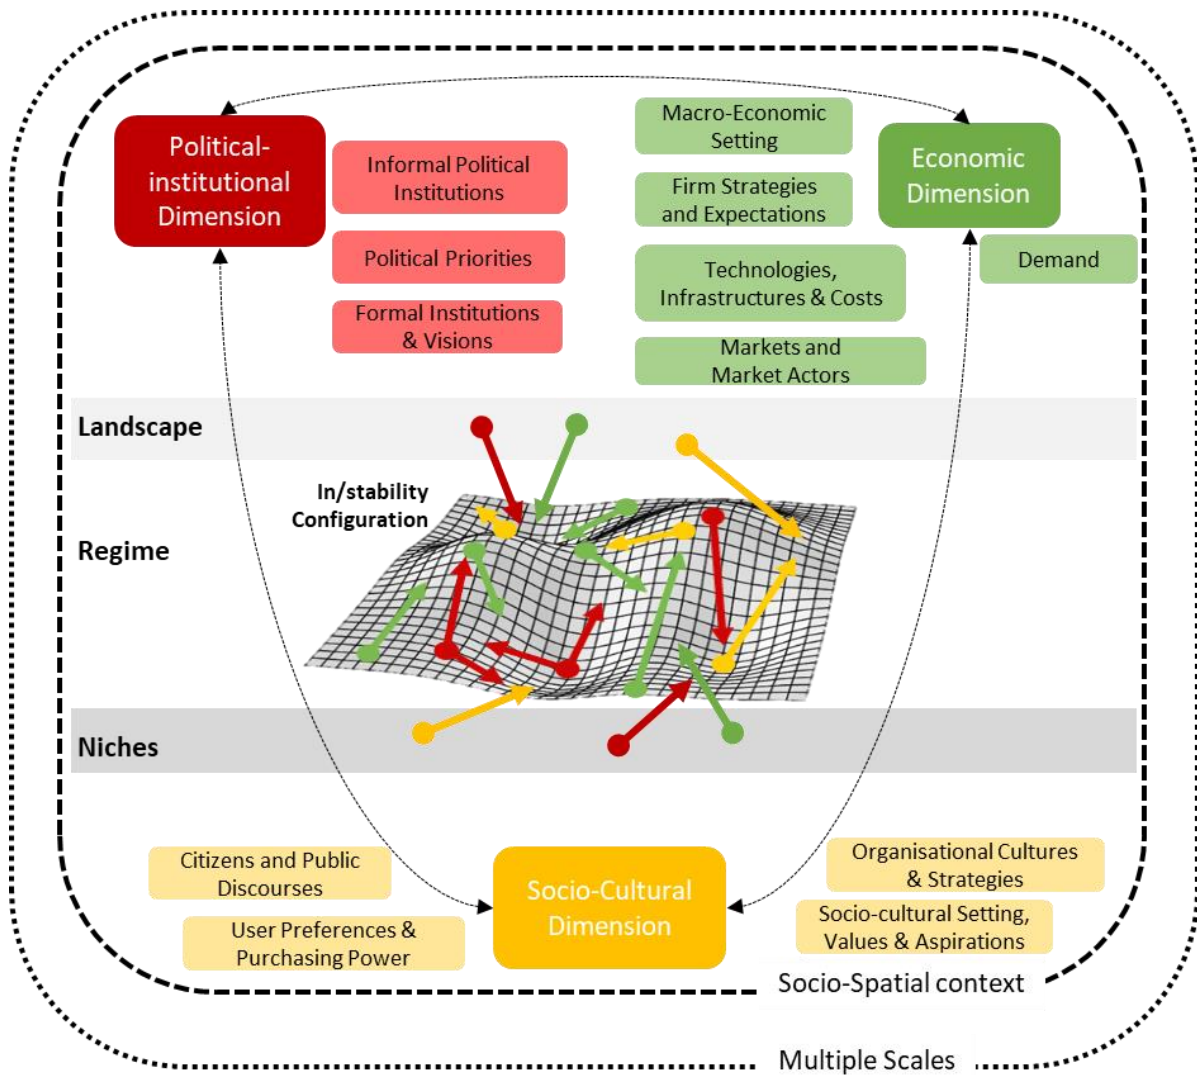 Political-
institutional
Dimension
Informal Political
Institutions
Political Priorities
Formal Institutions
& Visions
Macro-Economic
Setting
Firm Strategies
and Expectations
Technologies,
Infrastructures & Costs
Markets and
Market Actors
Economic
Dimension
Demand
Landscape
In/stability
Configuration
Regime
Niches
Citizens and Public
Discourses
User Preferences &
Purchasing Power
Socio-Cultural
Dimension
Organisational Cultures
& Strategies
Socio-cultural Setting,
Values & Aspirations
Socio-Spatial context
Multiple Scales